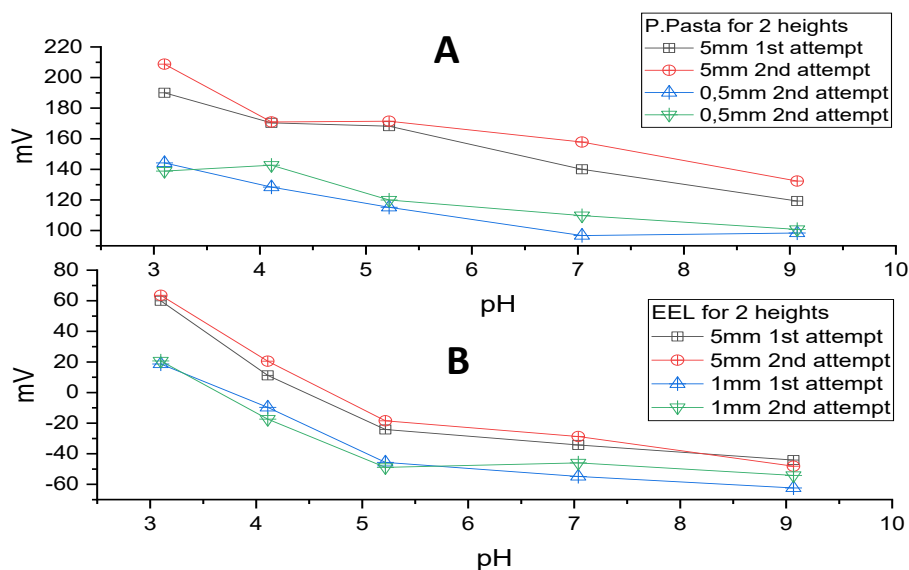 A
P.Pasta for 2 heights
5mm 1st attempt
5mm 2nd attempt
0,5mm 2nd attempt
0,5mm 2nd attempt
220
200
180
160
140
120
100
mV
3 4 5 6 7 8 9 10
pH
B
EEL for 2 heights
5mm 1st attempt
5mm 2nd attempt
1mm 1st attempt
1mm 2nd attempt
80
60
40
20
0
-20
-40
-60
mV
3 4 5 6 7 8 9 10
pH